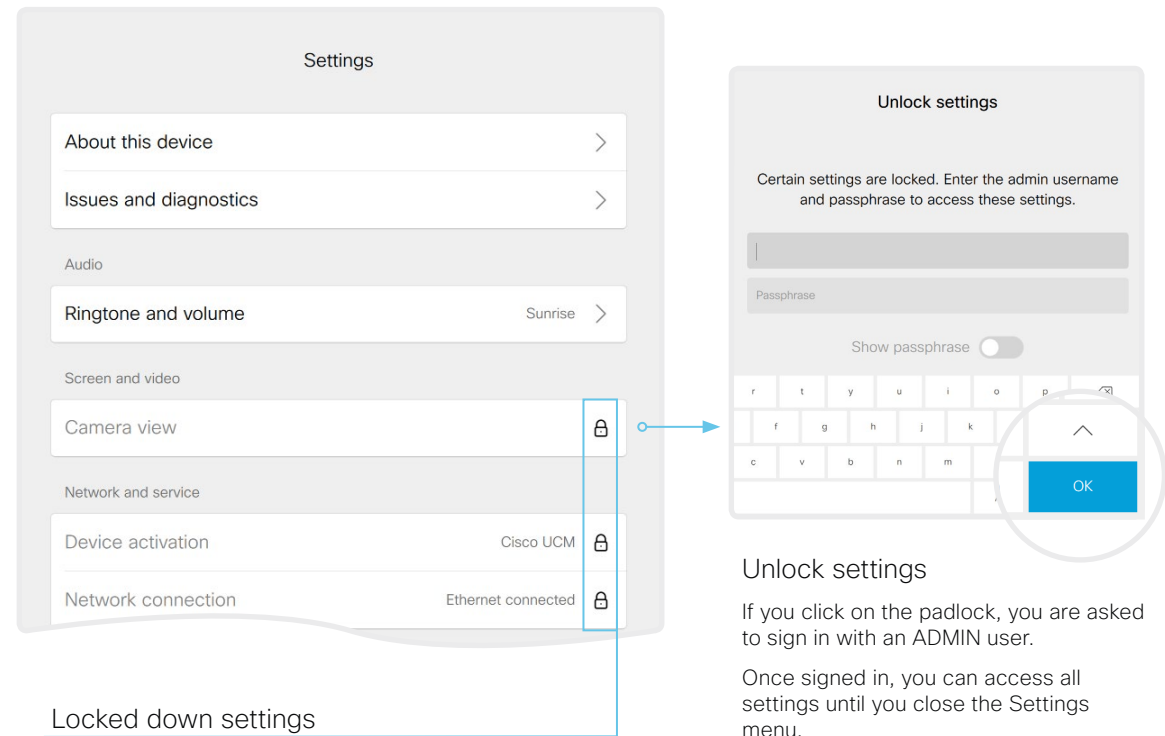 Settings
About this device
Issues and diagnostics
Audio
Ringtone and volume Sunrise
Screen and video
Camera view
Network and service
Device activation Cisco UCM
Network connection Ethernet connected
Locked down settings
Unlock settings
Certain settings are locked. Enter the admin username
and passphrase to access these settings.
Passphrase
Show passphrase
r t y u i o p
f g h j k
c v b n m
OK
Unlock settings
If you click on the padlock, you are asked
to sign in with an ADMIN user.
Once signed in, you can access all
settings until you close the Settings
menu.